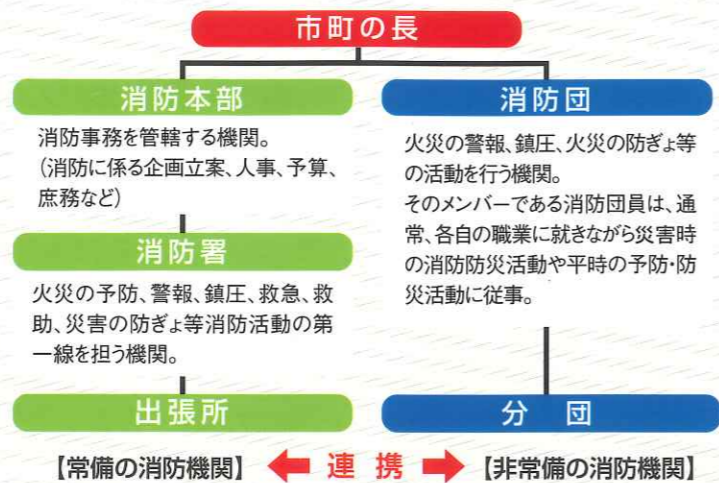 市町の長
消防本部
消防事務を管轄する機関。
(消防に係る企画立案、人事、予算、
庶務など)
消防署
火災の予防、警報、鎮圧、救急、救
助、災害の防ぎょ等消防活動の第
一線を担う機関。
出張所
消防団
火災の警報、鎮圧、火災の防ぎょ等
の活動を行う機関。
そのメンバーである消防団員は、通
常、各自の職業に就きながら災害時
の消防防災活動や平時の予防・防
災活動に従事。
分団
【常備の消防機関】 連携 【非常備の消防機関】